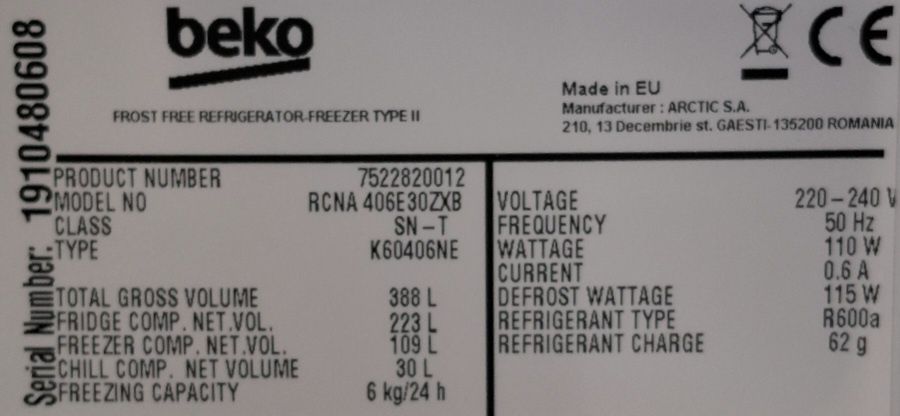 beko
FROST FREE REFRIGERATOR-FREEZER TYPE II
CE
Made in EU
Manufacturer : ARCTIC S.A.
210, 13 Decembrie st. GAESTI-135200 ROMANIA
Serial Number: 1910480608
PRODUCT NUMBER 7522820012
MODEL NO RCNA 406E30ZXB
CLASS SN-T
TYPE K60406NE
TOTAL GROSS VOLUME 388 L
FRIDGE COMP. NET.VOL. 223 L
FREEZER COMP. NET.VOL. 109 L
CHILL COMP. NET VOLUME 30 L
FREEZING CAPACITY 6 kg/24 h
VOLTAGE 220-240 V
FREQUENCY 50 Hz
WATTAGE 110 W
CURRENT 0.6 A
DEFROST WATTAGE 115 W
REFRIGERANT TYPE R600a
REFRIGERANT CHARGE 62 g